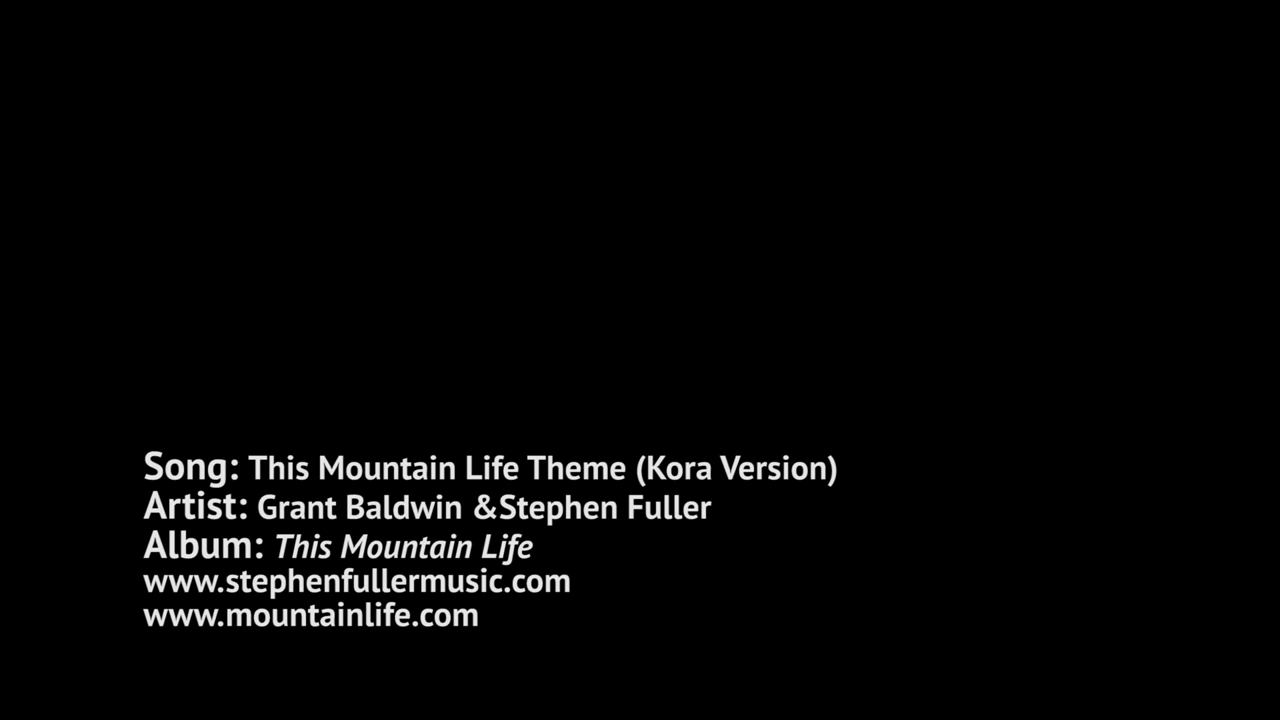 Song: This Mountain Life Theme (Kora Version)
Artist: Grant Baldwin &Stephen Fuller
Album: This Mountain Life
www.stephenfullermusic.com
www.mountainlife.com